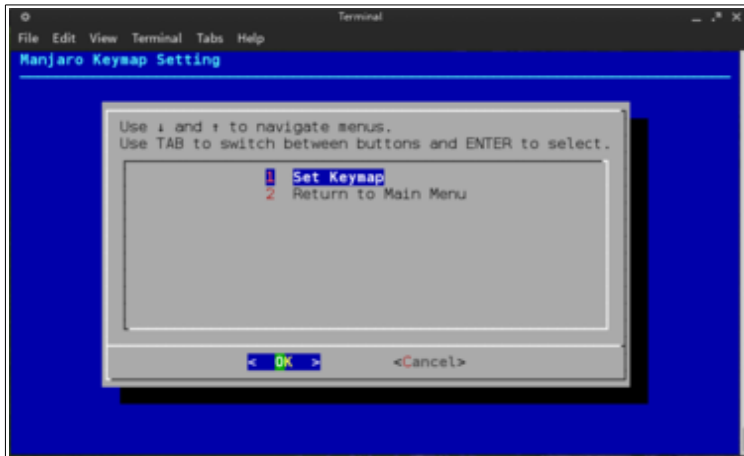 Terminal
File Edit View Terminal Tabs Help
Manjaro Keymap Setting
Use ↓ and ↑ to navigate menus.
Use TAB to switch between buttons and ENTER to select.
1 Set Keymap
2 Return to Main Menu
< OK > <Cancel>